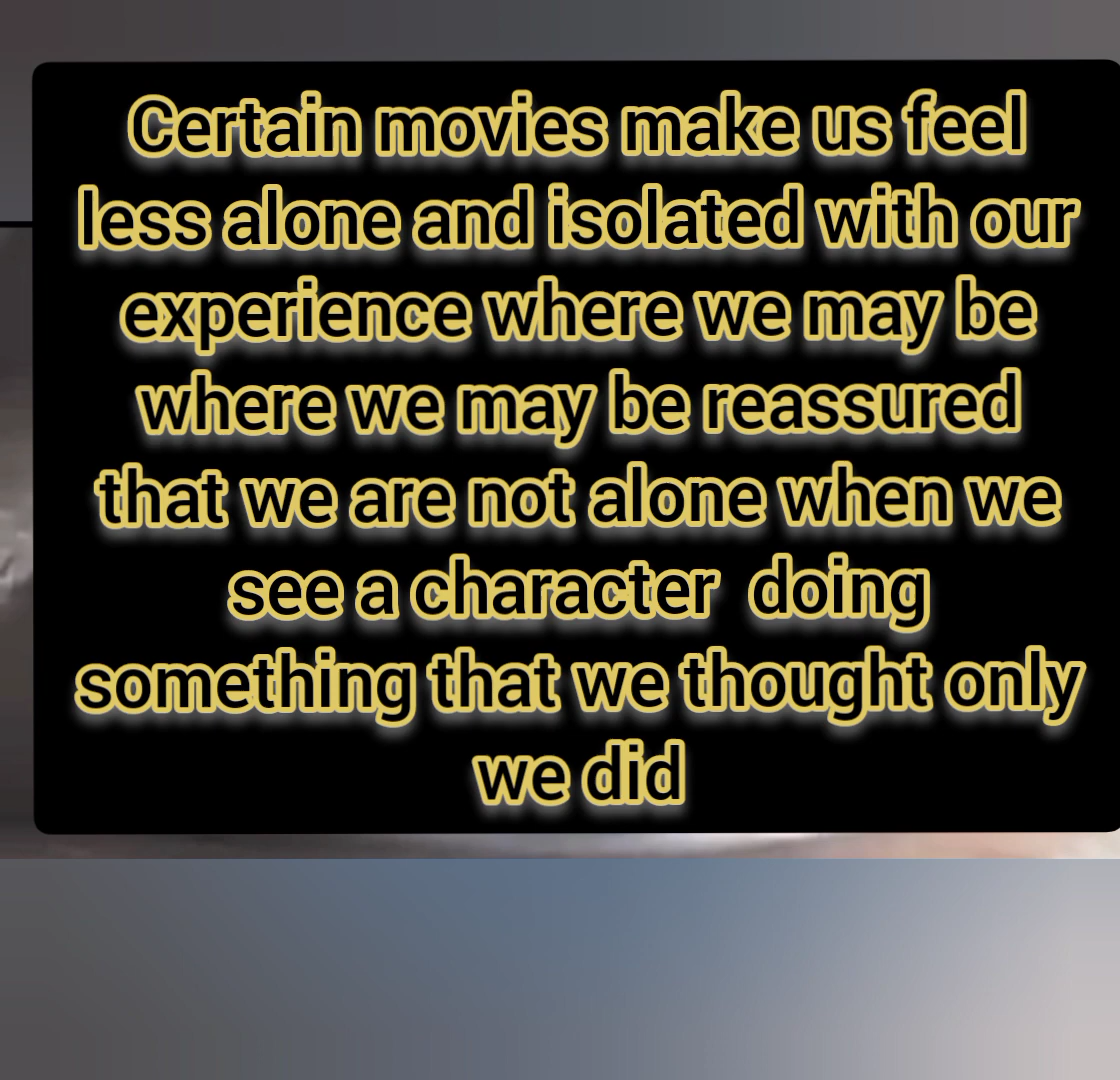 Certain movies make us feel
less alone and isolated with our
experience where we may be
where we may be reassured
that we are not alone when we
see a character  doing
something that we thought only
we did